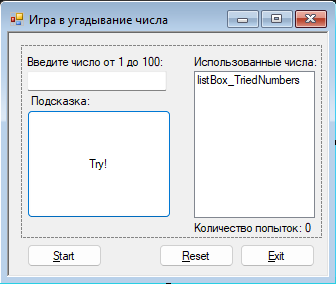 Игра в угадывание числа
Введите число от 1 до 100:
Использованные числа:
listBox_TriedNumbers
Подсказка:
Try!
Количество попыток: 0
Start
Reset
Exit